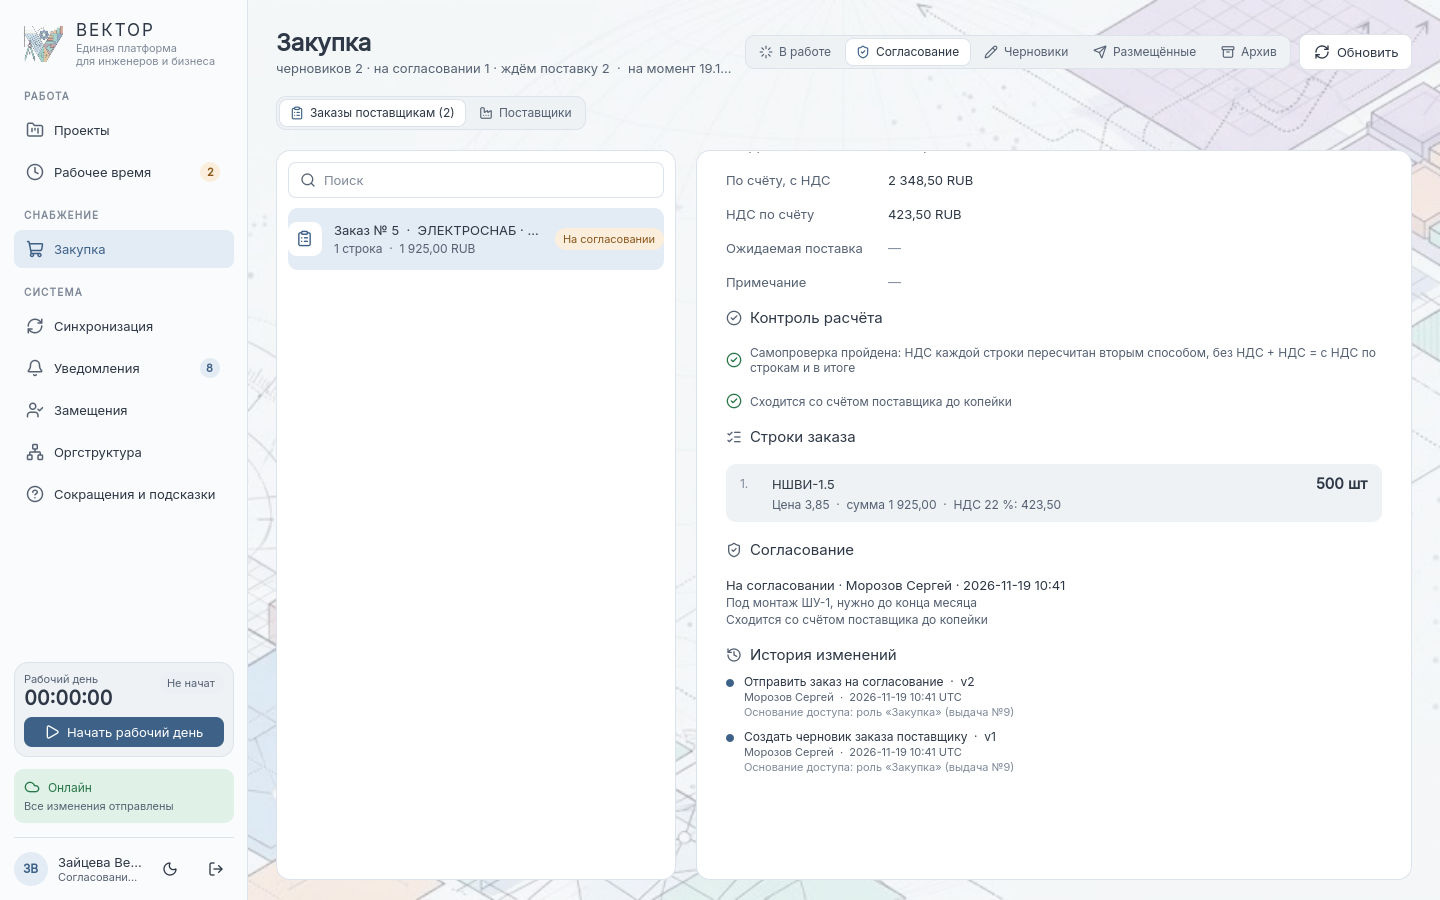 ВЕКТОР
Единая платформа
для инженеров и бизнеса
РАБОТА
Проекты
Рабочее время
2
СНАБЖЕНИЕ
Закупка
СИСТЕМА
Синхронизация
Уведомления
8
Замещения
Оргструктура
Сокращения и подсказки
Рабочий день
Не начат
00:00:00
Начать рабочий день
Онлайн
Все изменения отправлены
ЗВ
Зайцева Ве...
Согласовани...
Закупка
черновиков 2 · на согласовании 1 · ждём поставку 2 · на момент 19.1...
В работе
Согласование
Черновики
Размещённые
Архив
Обновить
Заказы поставщикам (2)
Поставщики
Поиск
Заказ № 5 · ЭЛЕКТРОСНАБ · ...
1 строка · 1 925,00 RUB
На согласовании
По счёту, с НДС
2 348,50 RUB
НДС по счёту
423,50 RUB
Ожидаемая поставка
—
Примечание
—
Контроль расчёта
Самопроверка пройдена: НДС каждой строки пересчитан вторым способом, без НДС + НДС = с НДС по
строкам и в итоге
Сходится со счётом поставщика до копейки
Строки заказа
1.
НШВИ-1.5
500 шт
Цена 3,85 · сумма 1 925,00 · НДС 22 %: 423,50
Согласование
На согласовании · Морозов Сергей · 2026-11-19 10:41
Под монтаж ШУ-1, нужно до конца месяца
Сходится со счётом поставщика до копейки
История изменений
Отправить заказ на согласование · v2
Морозов Сергей · 2026-11-19 10:41 UTC
Основание доступа: роль «Закупка» (выдача №9)
Создать черновик заказа поставщику · v1
Морозов Сергей · 2026-11-19 10:41 UTC
Основание доступа: роль «Закупка» (выдача №9)